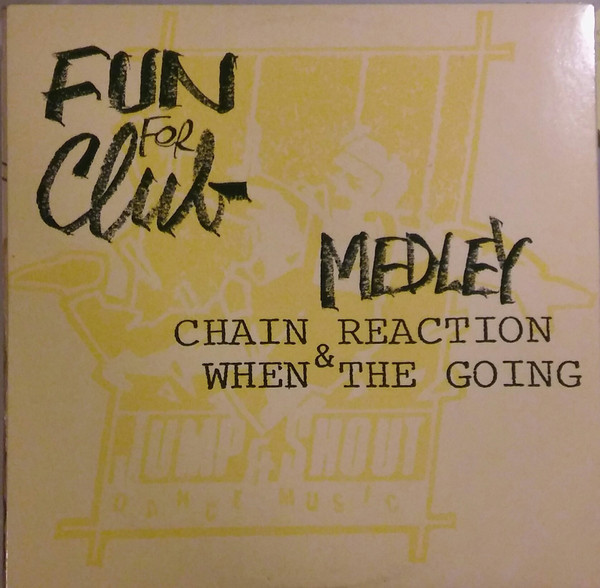 FUN
FOR
Club
MEDLEY
CHAIN REACTION
&
WHEN THE GOING
JUMP & SHOUT
DANCE MUSIC